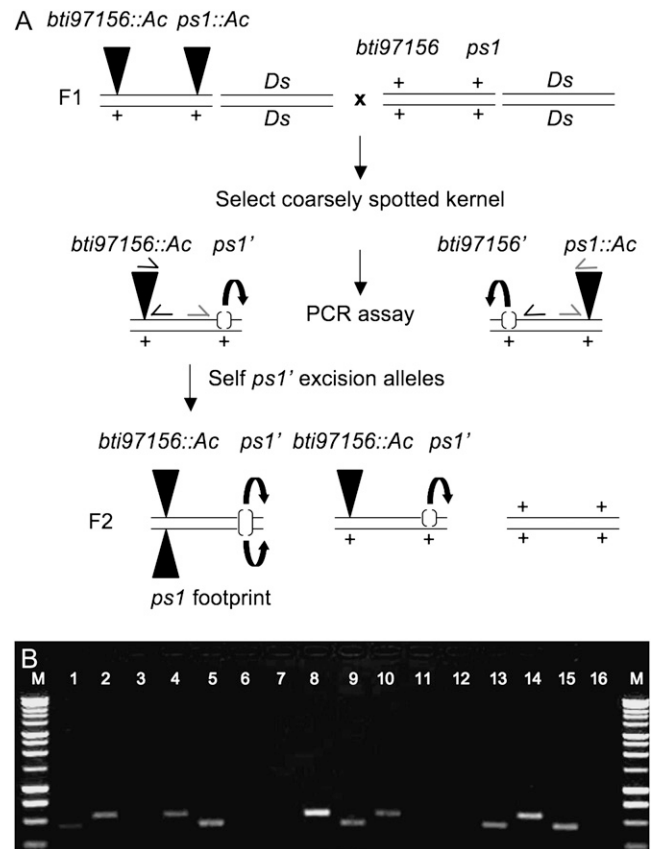 A
bti97156::Ac ps1::Ac
bti97156 ps1
F1
Ds
+ +
Ds
x
+ +
+ +
Ds
Ds
Select coarsely spotted kernel
bti97156::Ac ps1’
bti97156’ ps1::Ac
PCR assay
+ +
+ +
Self ps1’ excision alleles
bti97156::Ac ps1’
bti97156::Ac ps1’
F2
+ +
+ +
+ +
ps1 footprint
B
M 1 2 3 4 5 6 7 8 9 10 11 12 13 14 15 16 M